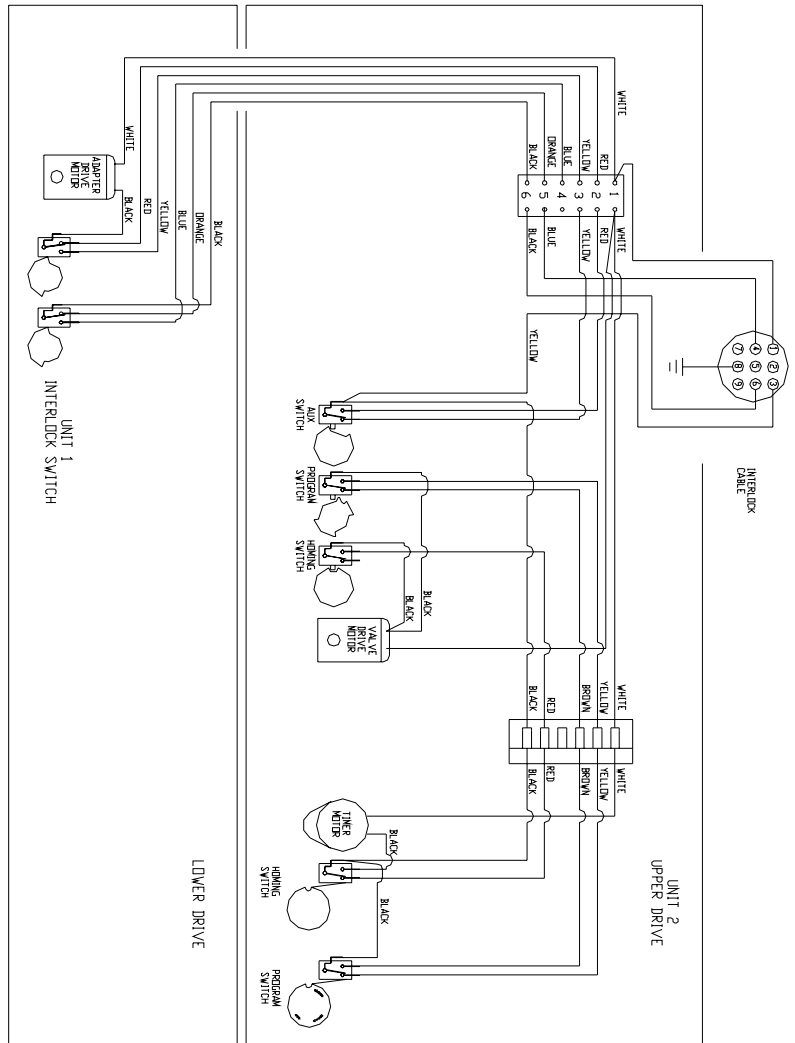 WHITE
RED
YELLOW
BLUE
ORANGE
BLACK
1
2
3
4
5
6
WHITE
RED
YELLOW
BLUE
BLACK
1
2
3
4
5
6
7
8
9
INTERLOCK
CABLE
WHITE
BLACK
RED
YELLOW
BLUE
ORANGE
BLACK
ADAPTER
DRIVE
MOTOR
UNIT 1
INTERLOCK SWITCH
YELLOW
AUX
SWITCH
PROGRAM
SWITCH
HOMING
SWITCH
BLACK
BLACK
VALVE
DRIVE
MOTOR
WHITE
YELLOW
BROWN
RED
BLACK
WHITE
YELLOW
BROWN
RED
BLACK
TIMER
MOTOR
BLACK
BLACK
HOMING
SWITCH
PROGRAM
SWITCH
LOWER DRIVE
UNIT 2
UPPER DRIVE